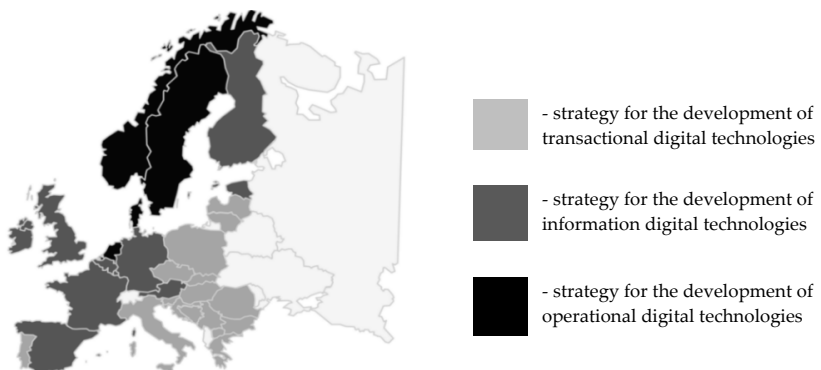 - strategy for the development of
transactional digital technologies
- strategy for the development of
information digital technologies
- strategy for the development of
operational digital technologies